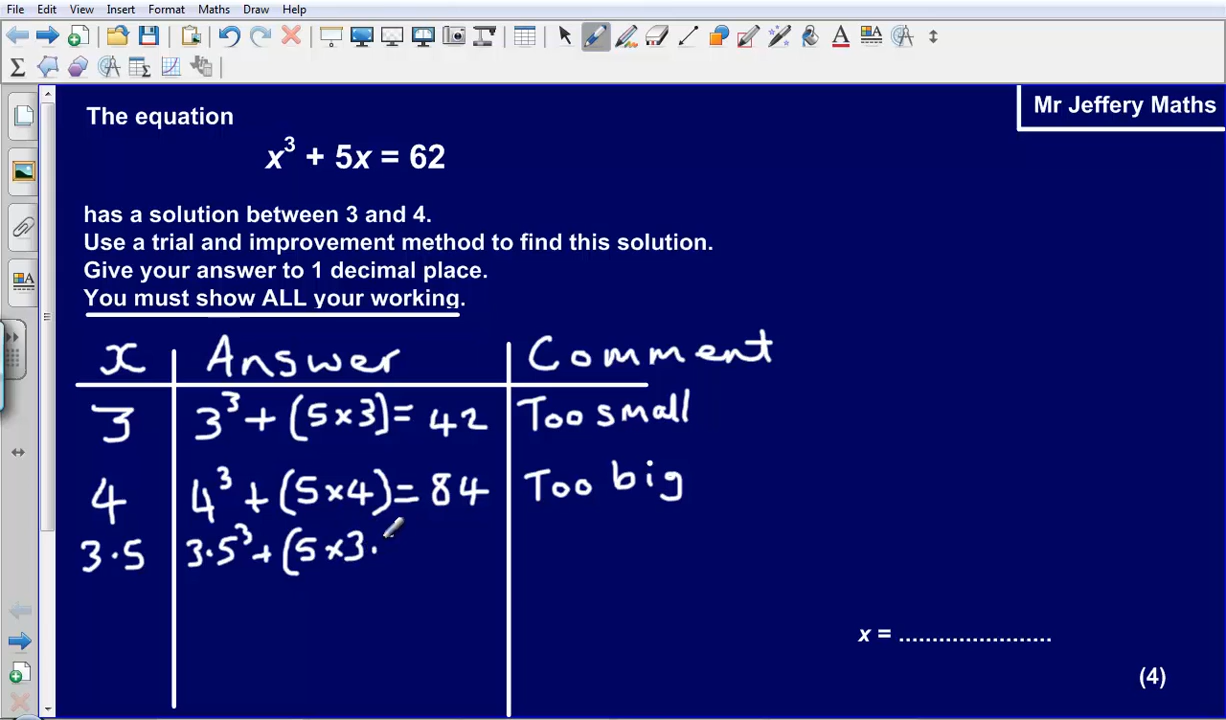 File Edit View Insert Format Maths Draw Help
Mr Jeffery Maths
The equation
x³ + 5x = 62
has a solution between 3 and 4.
Use a trial and improvement method to find this solution.
Give your answer to 1 decimal place.
You must show ALL your working.
x Answer Comment
3 3³ + (5×3) = 42 Too small
4 4³ + (5×4) = 84 Too big
3·5 3·5³ + (5×3·
x = .......................
(4)